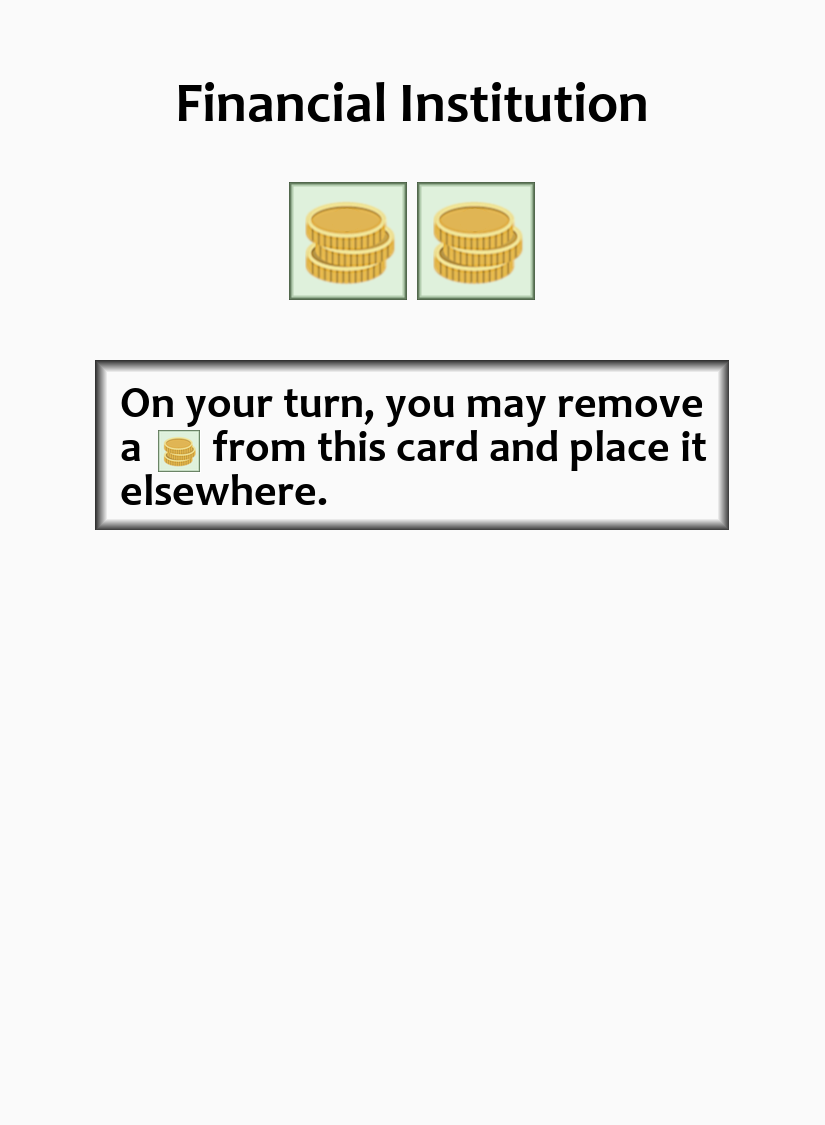 Financial Institution
On your turn, you may remove
a from this card and place it
elsewhere.